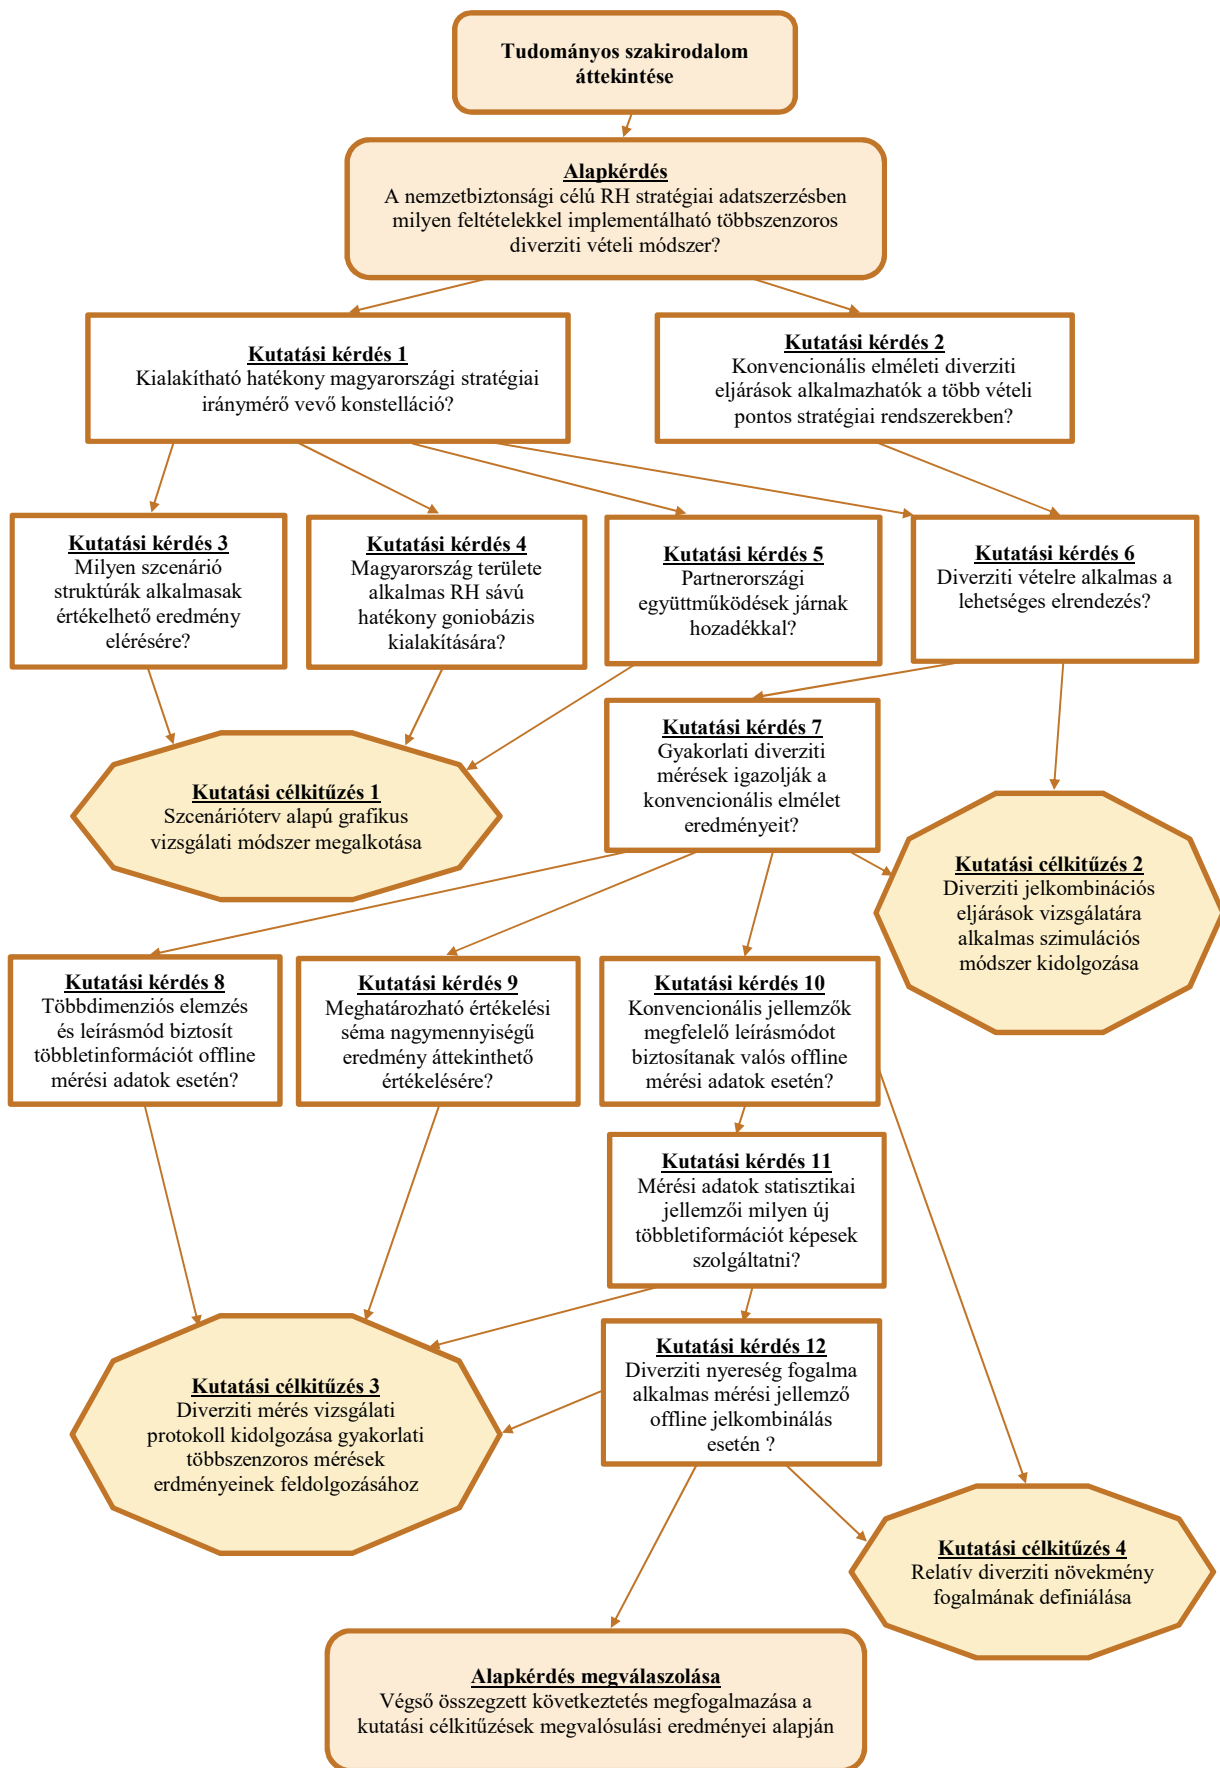 Tudományos szakirodalom
áttekintése
Alapkérdés
A nemzetbiztonsági célú RH stratégiai adatszerzésben
milyen feltételekkel implementálható többszenzoros
diverziti vételi módszer?
Kutatási kérdés 1
Kialakítható hatékony magyarországi stratégiai
iránymérő vevő konstelláció?
Kutatási kérdés 2
Konvencionális elméleti diverziti
eljárások alkalmazhatók a több vételi
pontos stratégiai rendszerekben?
Kutatási kérdés 3
Milyen szcenárió
struktúrák alkalmasak
értékelhető eredmény
elérésére?
Kutatási kérdés 4
Magyarország területe
alkalmas RH sávú
hatékony goniobázis
kialakítására?
Kutatási kérdés 5
Partnerországi
együttműködések járnak
hozadékkal?
Kutatási kérdés 6
Diverziti vételre alkalmas a
lehetséges elrendezés?
Kutatási kérdés 7
Gyakorlati diverziti
mérések igazolják a
konvencionális elmélet
eredményeit?
Kutatási célkitűzés 1
Szcenárióterv alapú grafikus
vizsgálati módszer megalkotása
Kutatási célkitűzés 2
Diverziti jelkombinációs
eljárások vizsgálatára
alkalmas szimulációs
módszer kidolgozása
Kutatási kérdés 8
Többdimenziós elemzés
és leírásmód biztosít
többletinformációt offline
mérési adatok esetén?
Kutatási kérdés 9
Meghatározható értékelési
séma nagymennyiségű
eredmény áttekinthető
értékelésére?
Kutatási kérdés 10
Konvencionális jellemzők
megfelelő leírásmódot
biztosítanak valós offline
mérési adatok esetén?
Kutatási kérdés 11
Mérési adatok statisztikai
jellemzői milyen új
többletiformációt képesek
szolgáltatni?
Kutatási kérdés 12
Diverziti nyereség fogalma
alkalmas mérési jellemző
offline jelkombinálás
esetén ?
Kutatási célkitűzés 3
Diverziti mérés vizsgálati
protokoll kidolgozása gyakorlati
többszenzoros mérések
erdményeinek feldolgozásához
Kutatási célkitűzés 4
Relatív diverziti növekmény
fogalmának definiálása
Alapkérdés megválaszolása
Végső összegzett következtetés megfogalmazása a
kutatási célkitűzések megvalósulási eredményei alapján